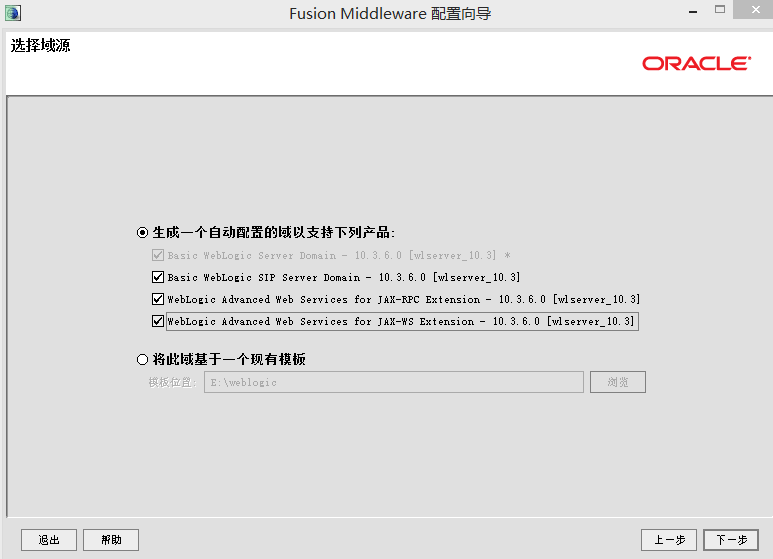 Fusion Middleware 配置向导
选择域源
ORACLE
生成一个自动配置的域以支持下列产品:
Basic WebLogic Server Domain - 10.3.6.0 [wlserver_10.3] *
Basic WebLogic SIP Server Domain - 10.3.6.0 [wlserver_10.3]
WebLogic Advanced Web Services for JAX-RPC Extension - 10.3.6.0 [wlserver_10.3]
WebLogic Advanced Web Services for JAX-WS Extension - 10.3.6.0 [wlserver_10.3]
将此域基于一个现有模板
模板位置: E:\weblogic 浏览
退出 帮助 上一步 下一步